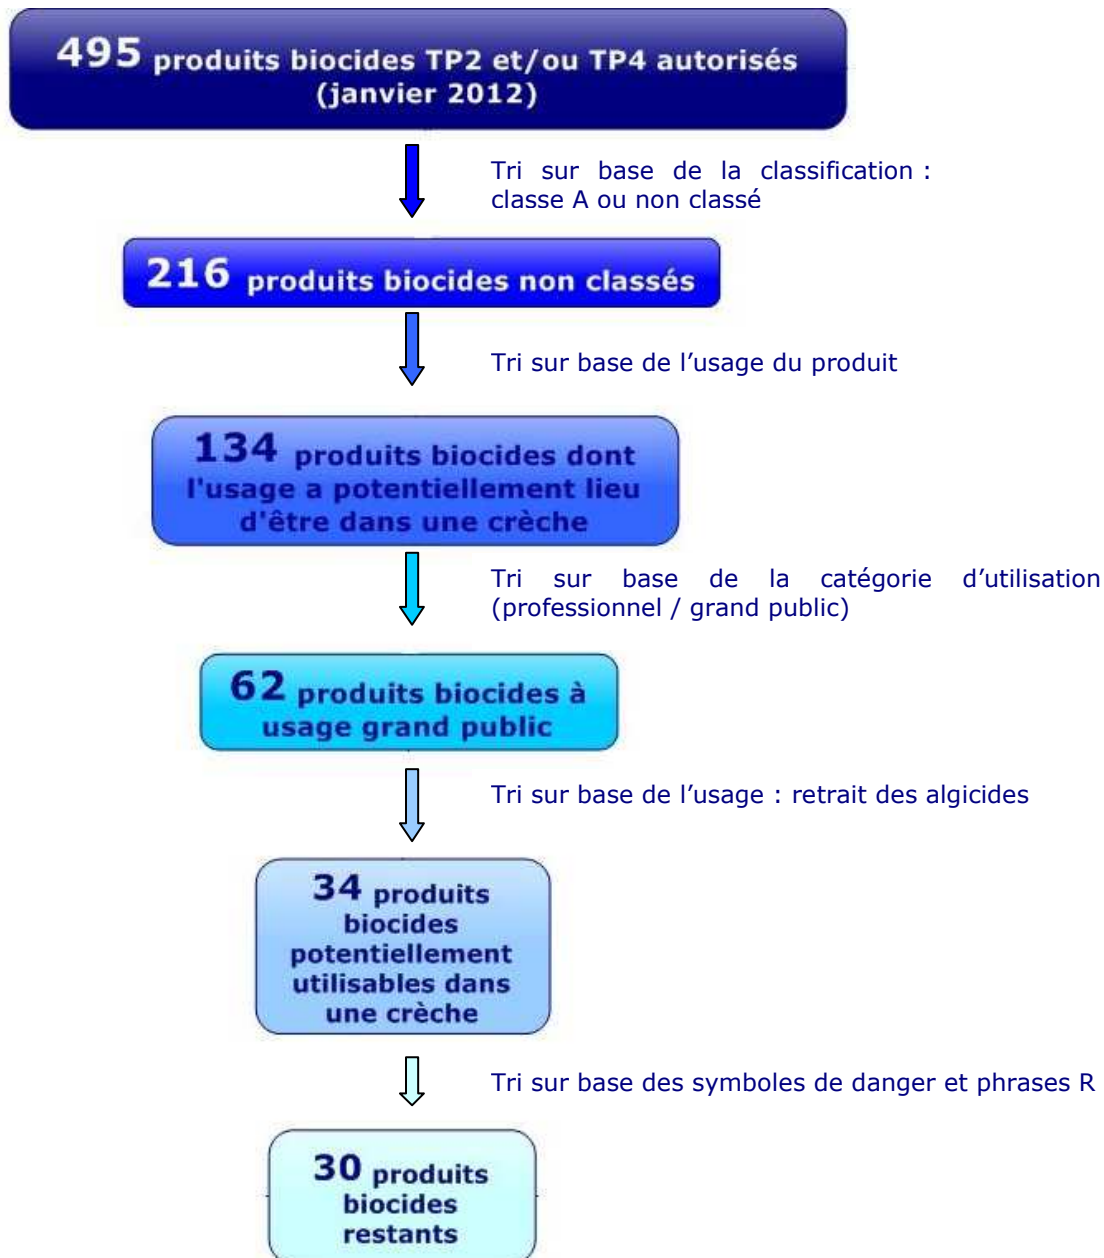 495 produits biocides TP2 et/ou TP4 autorisés
(janvier 2012)
Tri sur base de la classification :
classe A ou non classé
216 produits biocides non classés
Tri sur base de l’usage du produit
134 produits biocides dont
l'usage a potentiellement lieu
d'être dans une crèche
Tri sur base de la catégorie d’utilisation
(professionnel / grand public)
62 produits biocides à
usage grand public
Tri sur base de l’usage : retrait des algicides
34 produits
biocides
potentiellement
utilisables dans
une crèche
Tri sur base des symboles de danger et phrases R
30 produits
biocides
restants